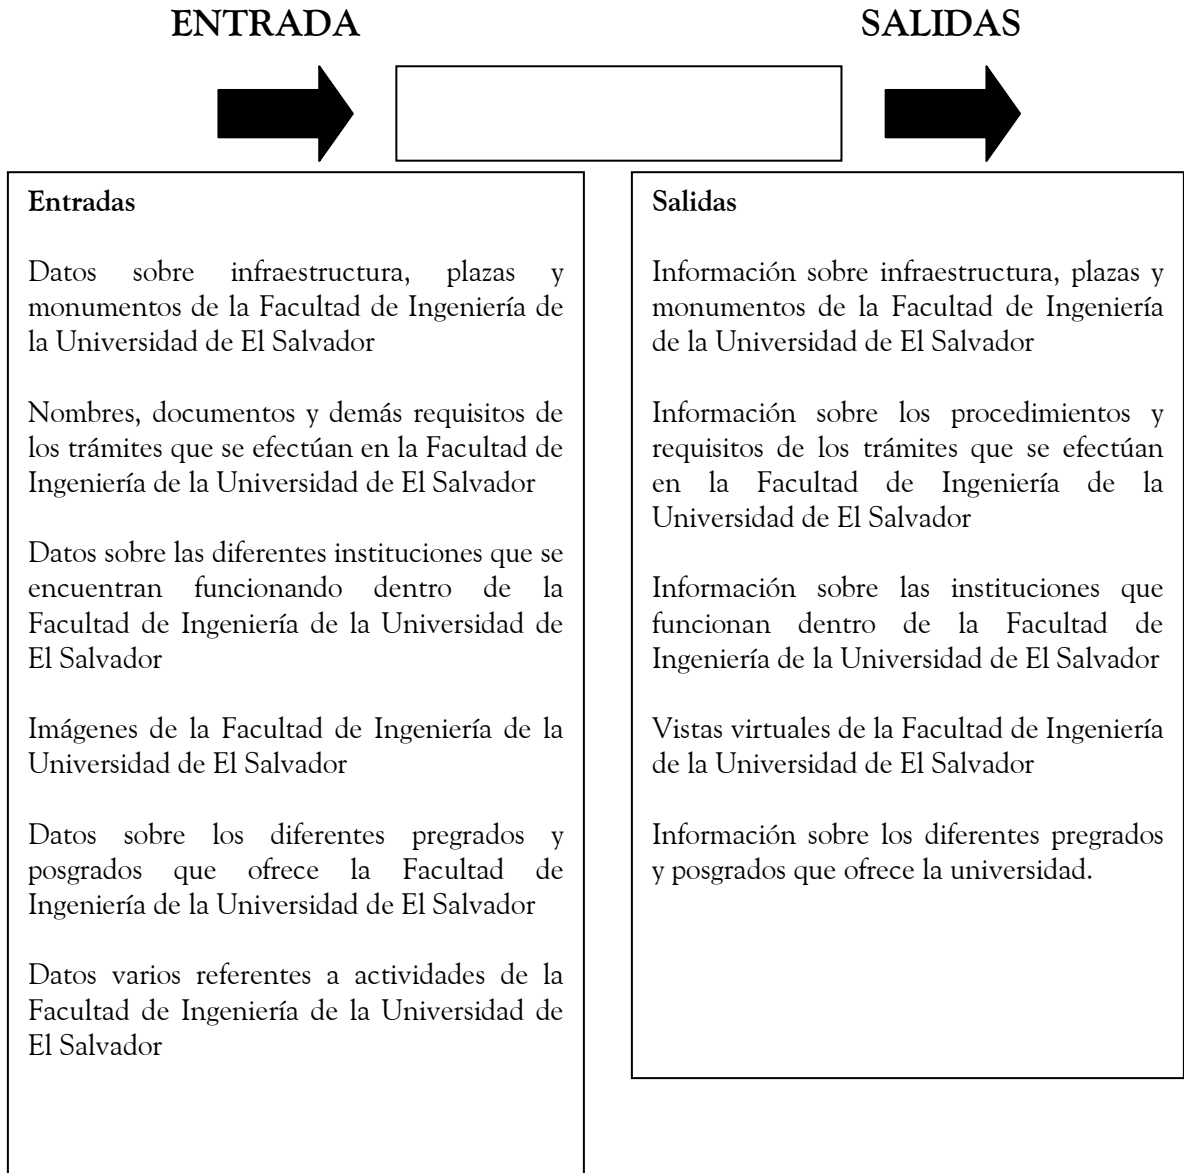 ENTRADA
SALIDAS
Entradas
Datos sobre infraestructura, plazas y
monumentos de la Facultad de Ingeniería de
la Universidad de El Salvador
Nombres, documentos y demás requisitos de
los trámites que se efectúan en la Facultad de
Ingeniería de la Universidad de El Salvador
Datos sobre las diferentes instituciones que se
encuentran funcionando dentro de la
Facultad de Ingeniería de la Universidad de
El Salvador
Imágenes de la Facultad de Ingeniería de la
Universidad de El Salvador
Datos sobre los diferentes pregrados y
posgrados que ofrece la Facultad de
Ingeniería de la Universidad de El Salvador
Datos varios referentes a actividades de la
Facultad de Ingeniería de la Universidad de
El Salvador
Salidas
Información sobre infraestructura, plazas y
monumentos de la Facultad de Ingeniería
de la Universidad de El Salvador
Información sobre los procedimientos y
requisitos de los trámites que se efectúan
en la Facultad de Ingeniería de la
Universidad de El Salvador
Información sobre las instituciones que
funcionan dentro de la Facultad de
Ingeniería de la Universidad de El Salvador
Vistas virtuales de la Facultad de Ingeniería
de la Universidad de El Salvador
Información sobre los diferentes pregrados
y posgrados que ofrece la universidad.